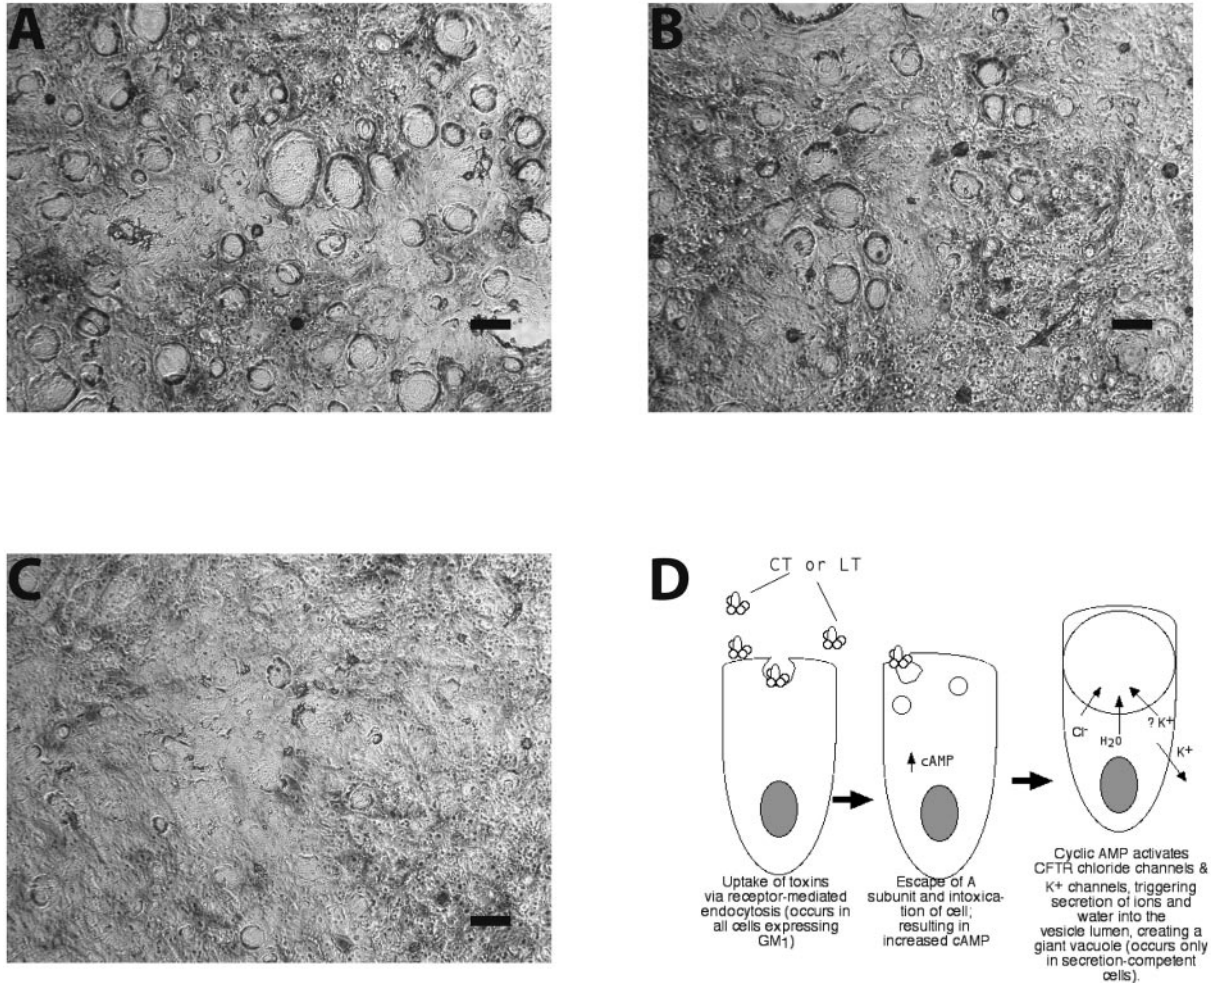 A
B
C
D
CT or LT
cAMP
Cl-
H2O
? K+
K+
Uptake of toxins
via receptor-mediated
endocytosis (occurs in
all cells expressing
GM1)
Escape of A
subunit and intoxica-
tion of cell;
resulting in
increased cAMP
Cyclic AMP activates
CFTR chloride channels &
K+ channels, triggering
secretion of ions and
water into the
vesicle lumen, creating a
giant vacuole (occurs only
in secretion-competent
cells).